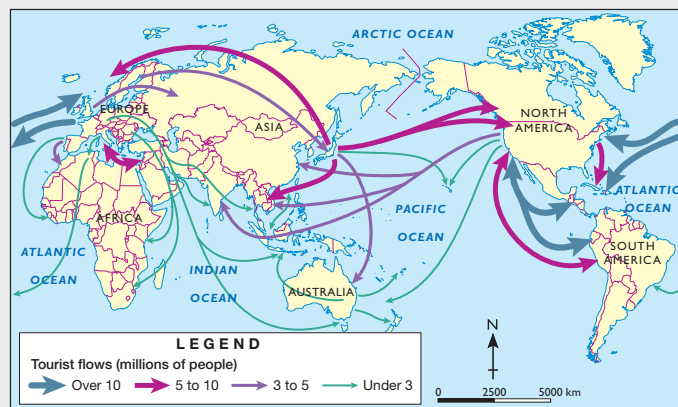 ARCTIC OCEAN
EUROPE
ASIA
NORTH
AMERICA
AFRICA
PACIFIC
OCEAN
ATLANTIC
OCEAN
ATLANTIC
OCEAN
INDIAN
OCEAN
AUSTRALIA
SOUTH
AMERICA
LEGEND
Tourist flows (millions of people)
Over 10
5 to 10
3 to 5
Under 3
N
0 2500 5000 km